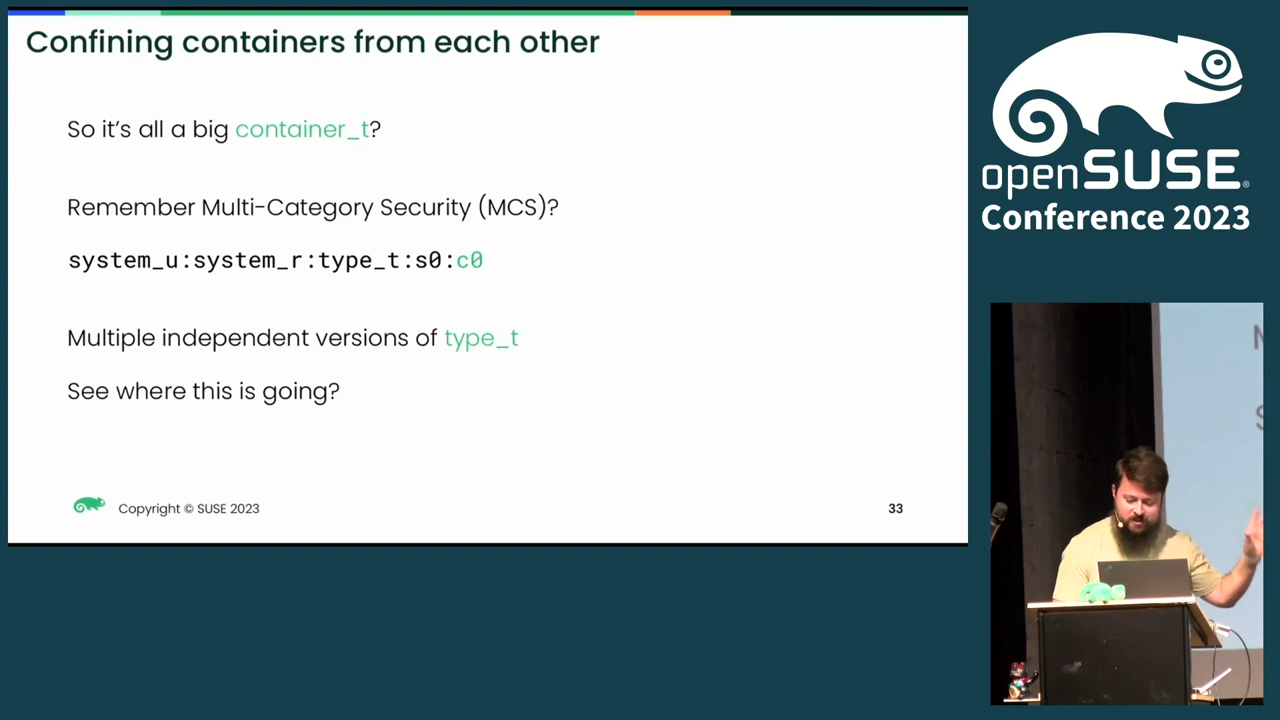 Confining containers from each other
So it's all a big container_t?
Remember Multi-Category Security (MCS)?
system_u:system_r:type_t:s0:c0
Multiple independent versions of type_t
See where this is going?
Copyright © SUSE 2023
33
openSUSE®
Conference 2023